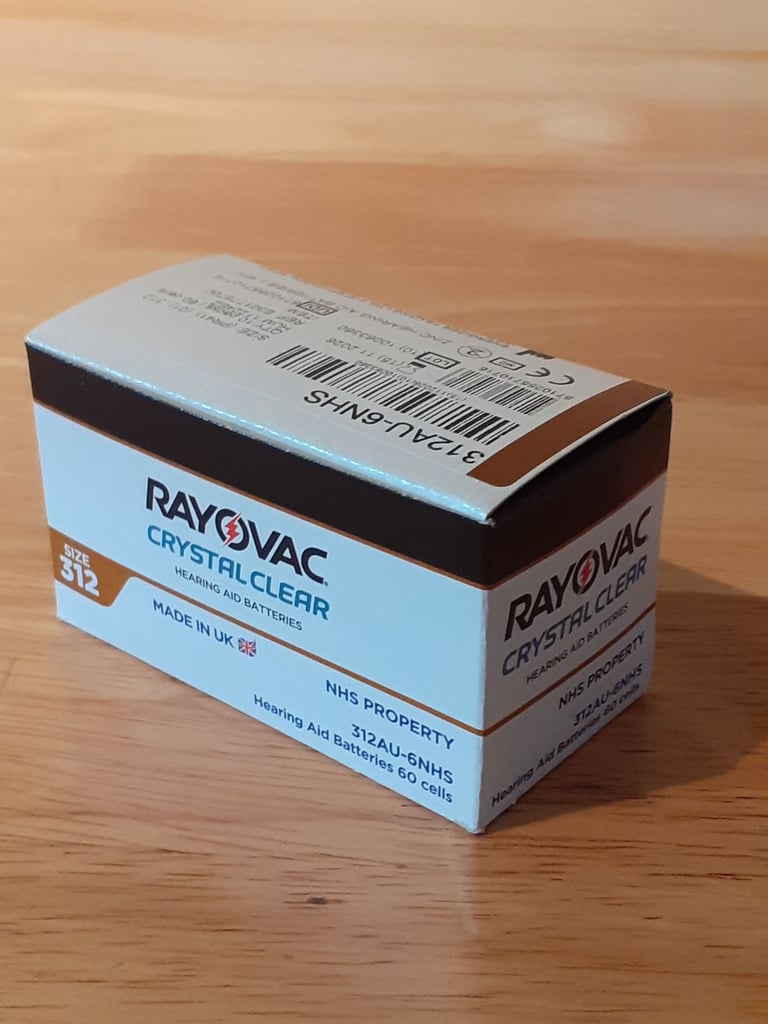 RAYOVAC
CRYSTAL CLEAR
HEARING AID BATTERIES
SIZE
312
MADE IN UK
NHS PROPERTY
312AU-6NHS
Hearing Aid Batteries 60 cells
RAYOVAC
CRYSTAL CLEAR
HEARING AID BATTERIES
NHS PROPERTY
312AU-6NHS
Hearing Aid Batteries 60 cells
312AU-6NHS
CE